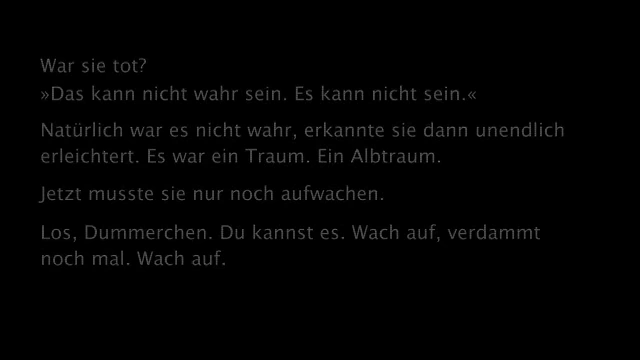 War sie tot?
»Das kann nicht wahr sein. Es kann nicht sein.«
Natürlich war es nicht wahr, erkannte sie dann unendlich
erleichtert. Es war ein Traum. Ein Albtraum.
Jetzt musste sie nur noch aufwachen.
Los, Dummerchen. Du kannst es. Wach auf, verdammt
noch mal. Wach auf.